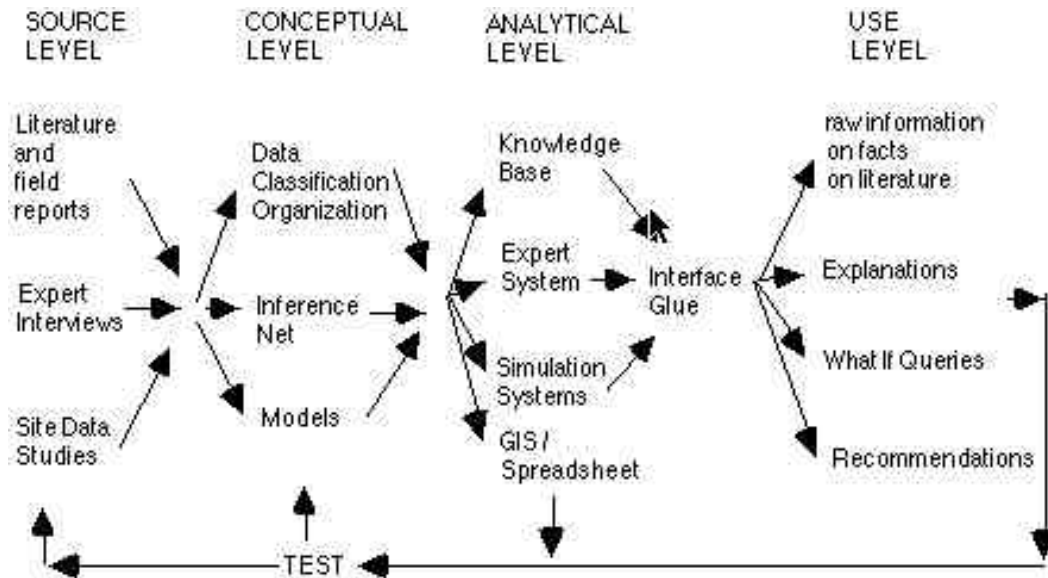 SOURCE
LEVEL
CONCEPTUAL
LEVEL
ANALYTICAL
LEVEL
USE
LEVEL
Literature
and
field
reports
Expert
Interviews
Site Data
Studies
Data
Classification
Organization
Inference
Net
Models
Knowledge
Base
Expert
System
Simulation
Systems
GIS /
Spreadsheet
Interface
Glue
raw information
on facts
on literature
Explanations
What If Queries
Recommendations
TEST